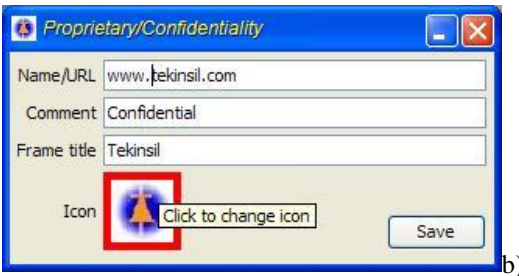 Proprietary/Confidentiality
Name/URL www.tekinsil.com
Comment Confidential
Frame title Tekinsil
Icon Click to change icon
Save
b)